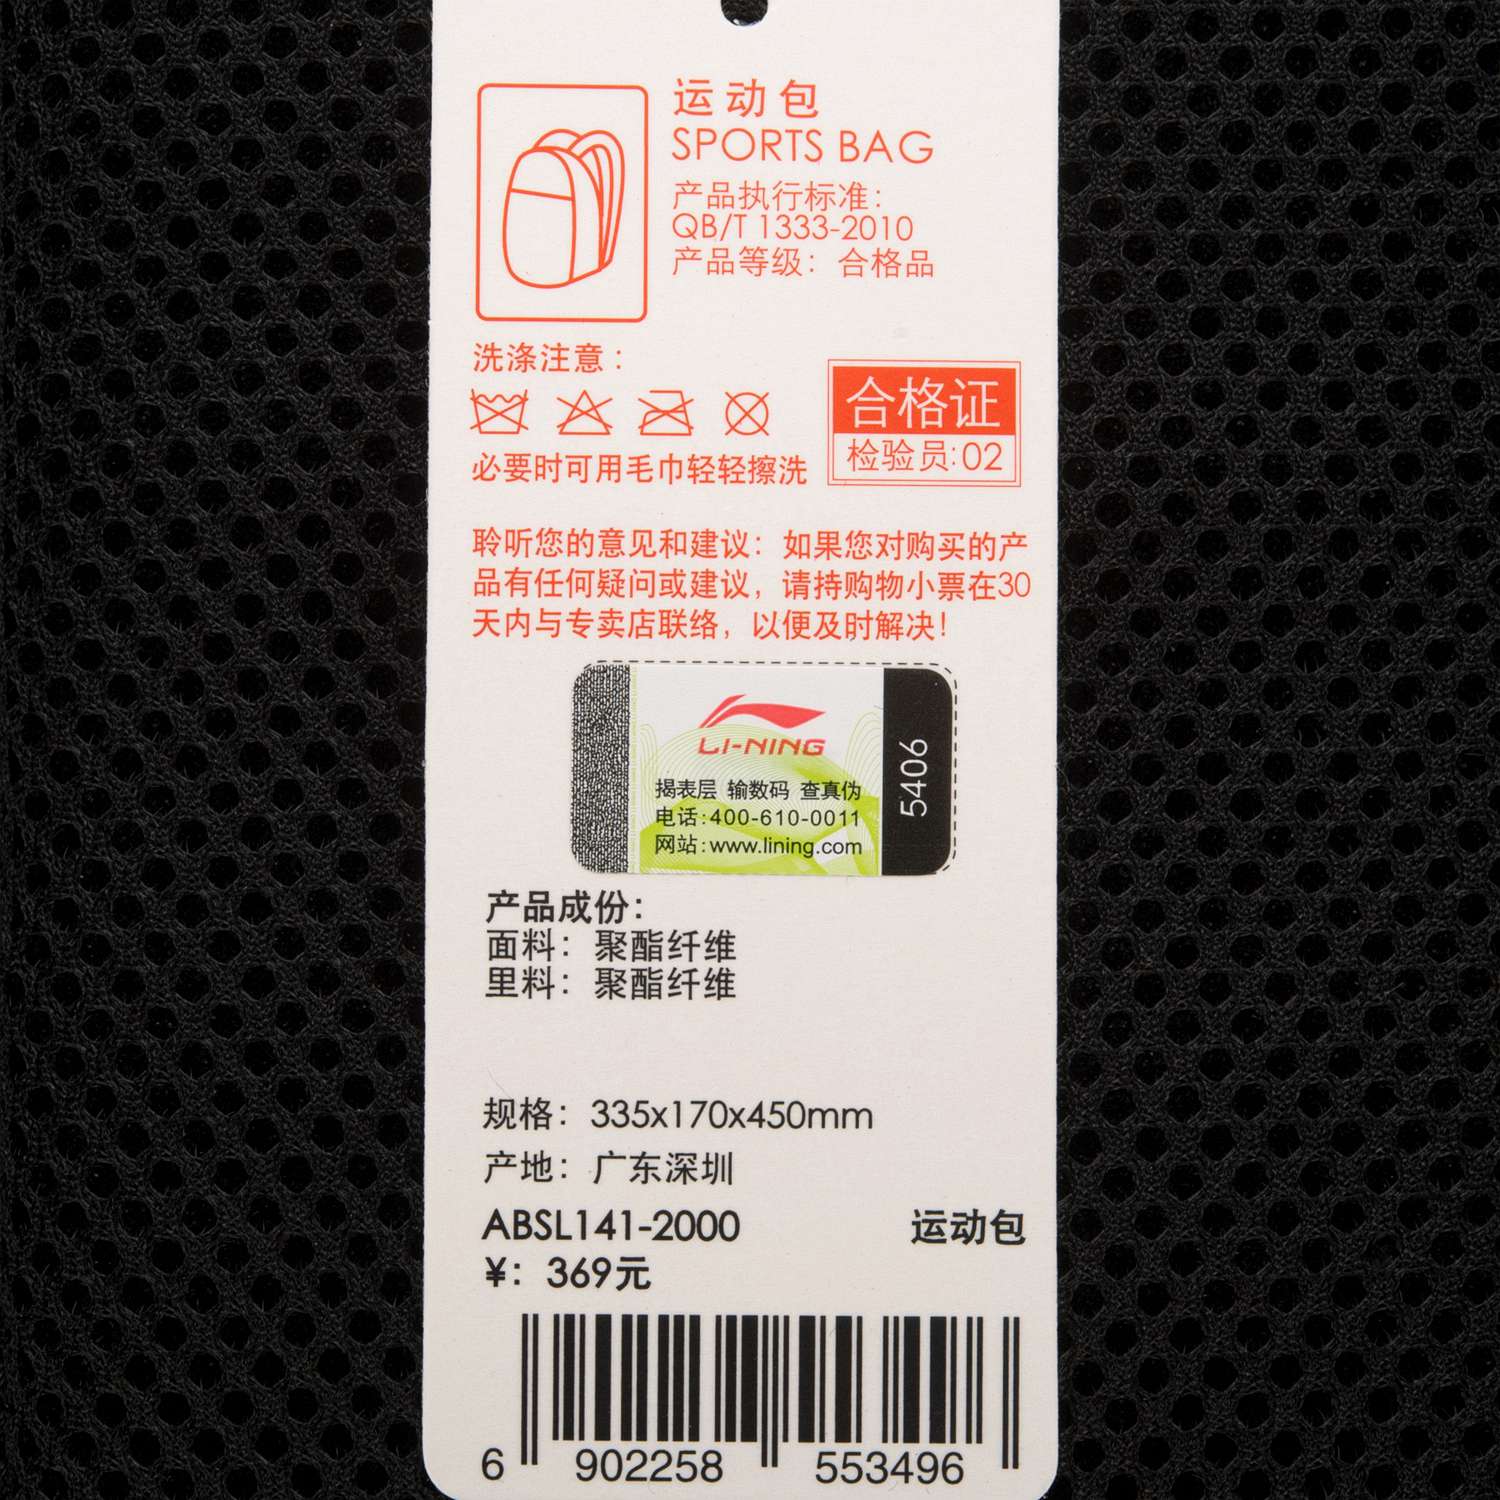 运动包
SPORTS BAG
产品执行标准：
QB/T 1333-2010
产品等级：合格品
洗涤注意：
必要时可用毛巾轻轻擦洗
合格证
检验员:02
聆听您的意见和建议：如果您对购买的产
品有任何疑问或建议，请持购物小票在30
天内与专卖店联络，以便及时解决！
LI-NING
揭表层 输数码 查真伪
电话:400-610-0011
网站:www.lining.com
5406
产品成份：
面料：聚酯纤维
里料：聚酯纤维
规格：335x170x450mm
产地：广东深圳
ABSL141-2000 运动包
¥：369元
6 902258 553496